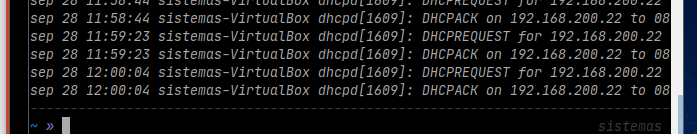 sep 28 11:58:44 sistemas-VirtualBox dhcpd[1609]: DHCPREQUEST for 192.168.200.22
sep 28 11:58:44 sistemas-VirtualBox dhcpd[1609]: DHCPACK on 192.168.200.22 to 08
sep 28 11:59:23 sistemas-VirtualBox dhcpd[1609]: DHCPREQUEST for 192.168.200.22
sep 28 11:59:23 sistemas-VirtualBox dhcpd[1609]: DHCPACK on 192.168.200.22 to 08
sep 28 12:00:04 sistemas-VirtualBox dhcpd[1609]: DHCPREQUEST for 192.168.200.22
sep 28 12:00:04 sistemas-VirtualBox dhcpd[1609]: DHCPACK on 192.168.200.22 to 08
~ » sistemas